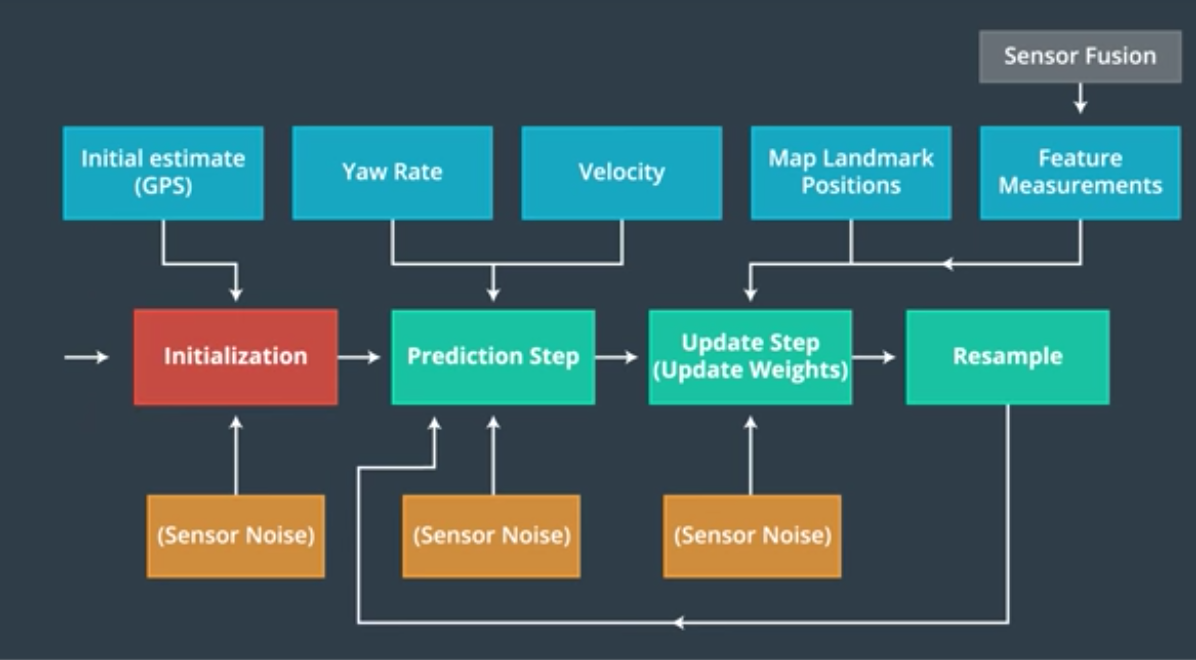 Sensor Fusion
Initial estimate
(GPS)
Yaw Rate
Velocity
Map Landmark
Positions
Feature
Measurements
Initialization
Prediction Step
Update Step
(Update Weights)
Resample
(Sensor Noise)
(Sensor Noise)
(Sensor Noise)